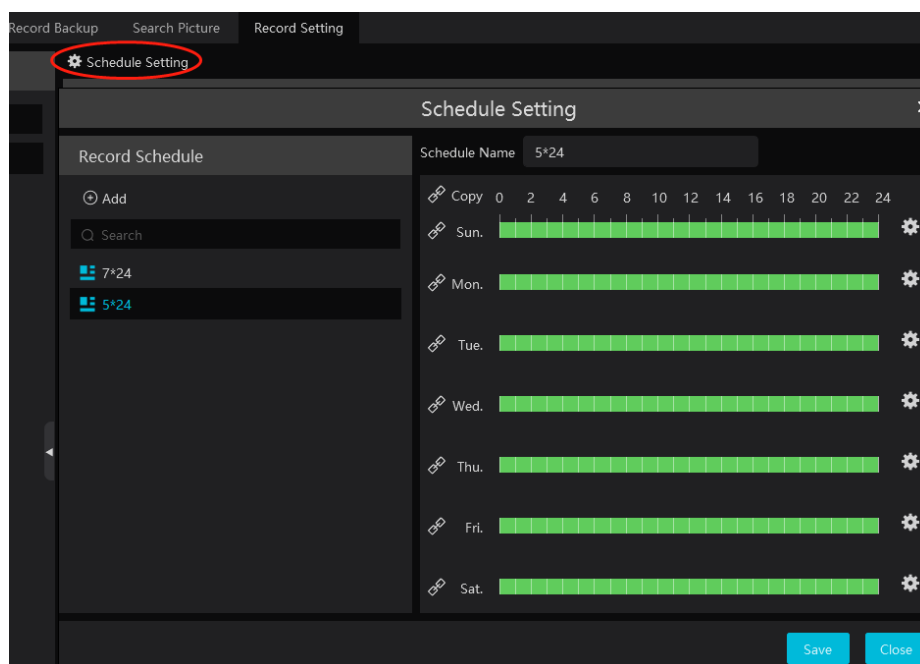 Record Backup Search Picture Record Setting
Schedule Setting
Schedule Setting
Record Schedule
Schedule Name 5*24
Add
Copy 0 2 4 6 8 10 12 14 16 18 20 22 24
Search
Sun.
7*24
Mon.
5*24
Tue.
Wed.
Thu.
Fri.
Sat.
Save Close